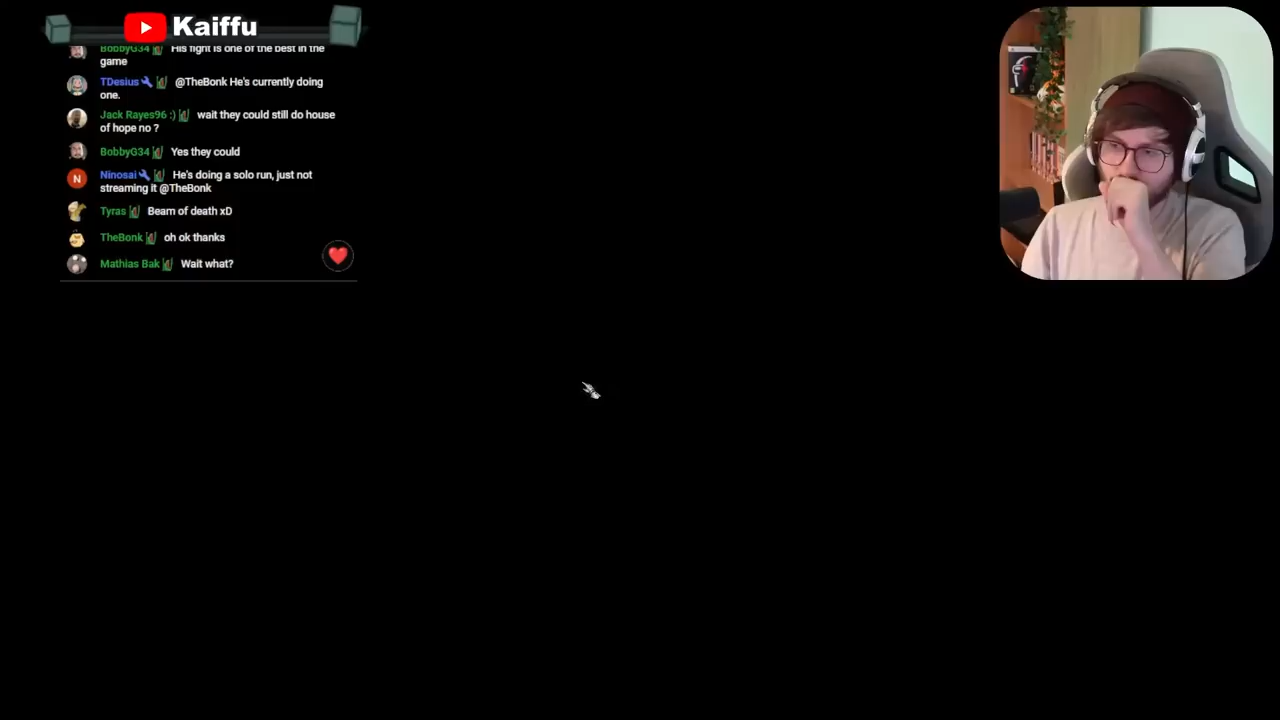 Kaiffu
BobbyG34 His fight is one of the best in the
game
TDesius @TheBonk He's currently doing
one.
Jack Rayes96 :) wait they could still do house
of hope no ?
BobbyG34 Yes they could
N Ninosai He's doing a solo run, just not
streaming it @TheBonk
Tyras Beam of death xD
TheBonk oh ok thanks
Mathias Bak Wait what?